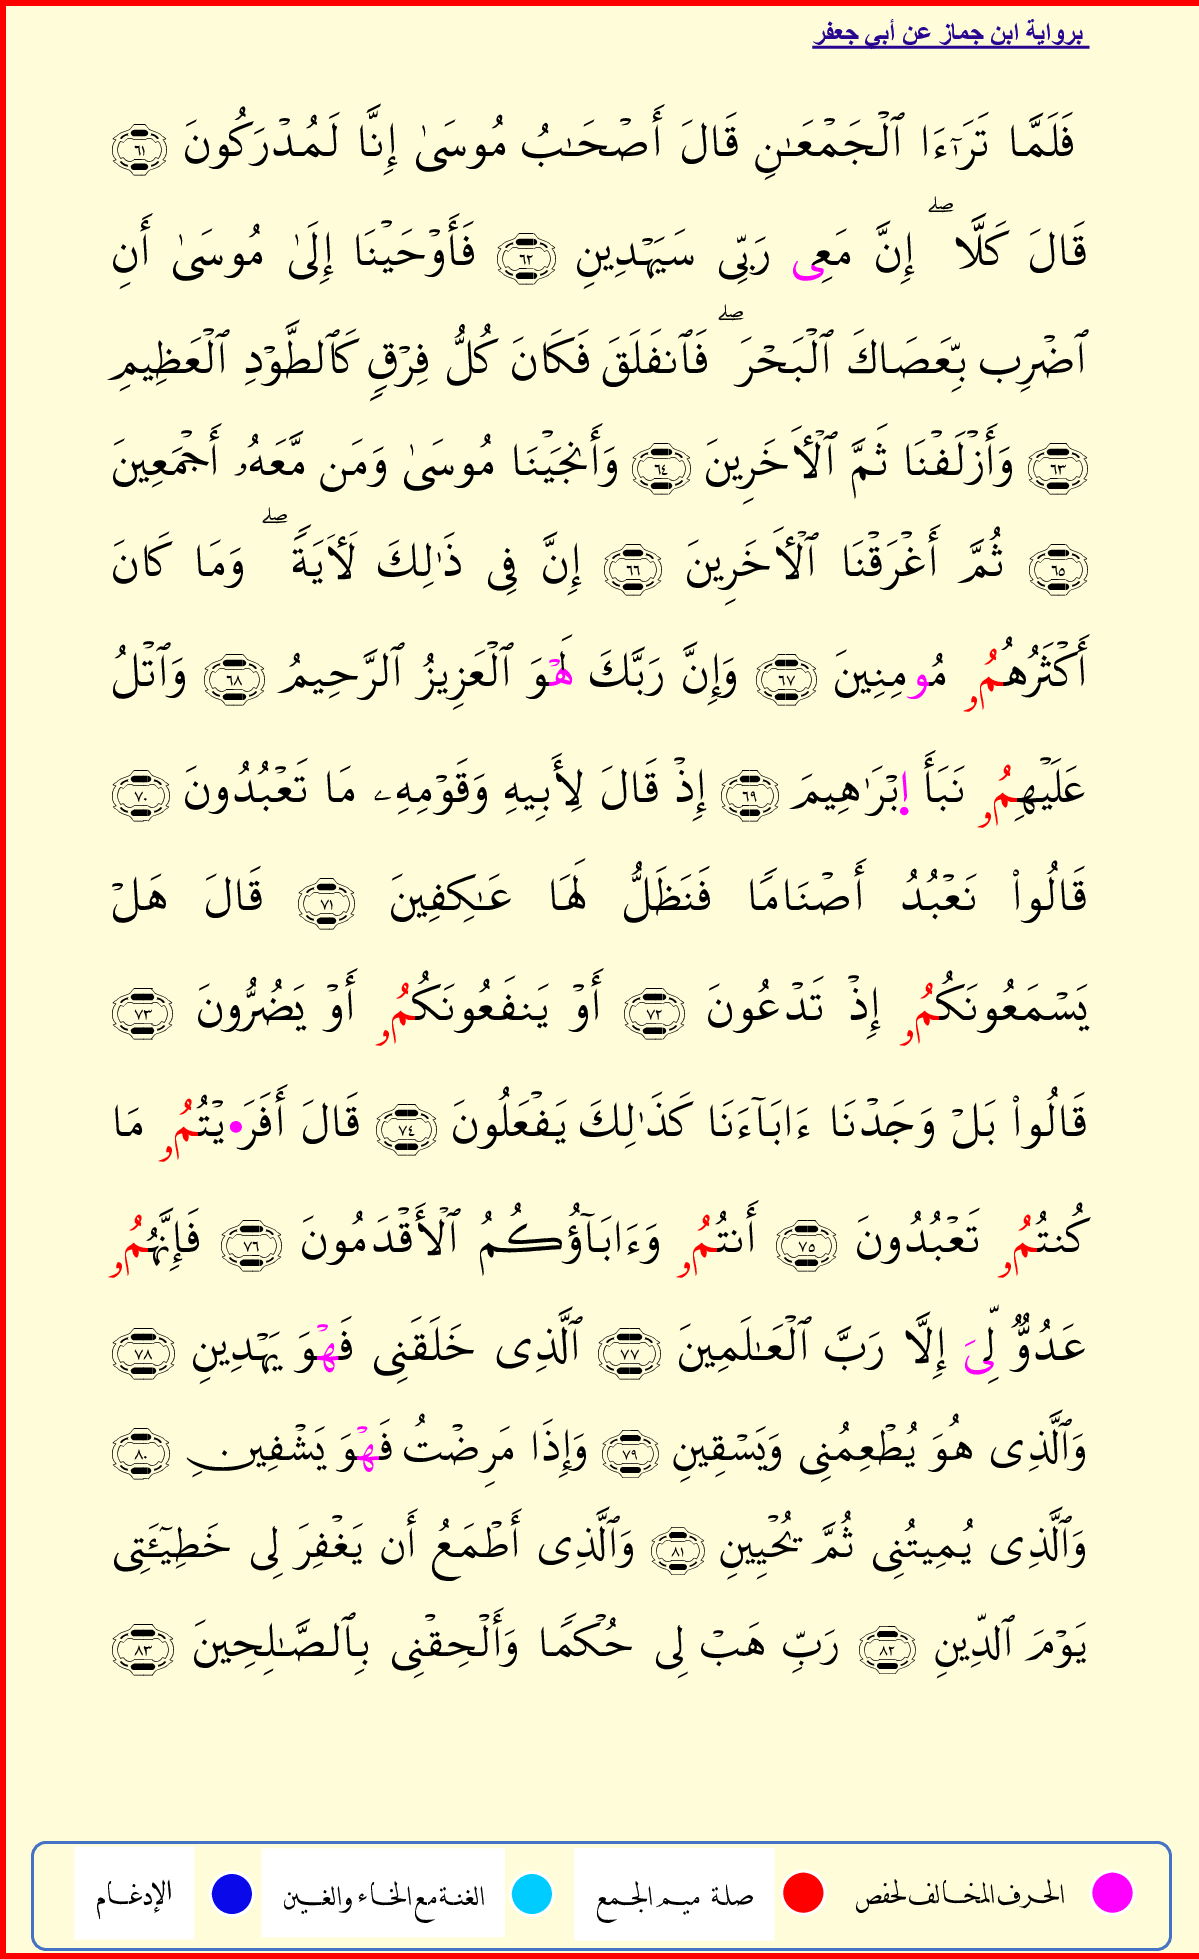 برواية ابن جماز عن أبي جعفر
فَلَمَّا تَرَٰٓءَا ٱلۡجَمۡعَـٰنِ قَالَ أَصۡحَـٰبُ مُوسَىٰٓ إِنَّا لَمُدۡرَكُونَ ٦١
قَالَ كَلَّا ۖ إِنَّ مَعِى رَبِّى سَيَهۡدِينِ ٦٢ فَأَوۡحَيۡنَا إِلَىٰ مُوسَىٰ أَنِ
ٱضۡرِب بِّعَصَاكَ ٱلۡبَحۡرَ ۖ فَٱنفَلَقَ فَكَانَ كُلُّ فِرۡقٍ كَٱلطَّوۡدِ ٱلۡعَظِيمِ
٦٣ وَأَزۡلَفۡنَا ثَمَّ ٱلۡأٓخَرِينَ ٦٤ وَأَنجَيۡنَا مُوسَىٰ وَمَن مَّعَهُۥ أَجۡمَعِينَ
٦٥ ثُمَّ أَغۡرَقۡنَا ٱلۡأٓخَرِينَ ٦٦ إِنَّ فِى ذَٰلِكَ لَأٓيَةً ۖ وَمَا كَانَ
أَكۡثَرُهُمُۥ مُومِنِينَ ٦٧ وَإِنَّ رَبَّكَ لَهۡوَ ٱلۡعَزِيزُ ٱلرَّحِيمُ ٦٨ وَٱتۡلُ
عَلَيۡهِمُۥ نَبَأَ إِبۡرَٰهِيمَ ٦٩ إِذۡ قَالَ لِأَبِيهِ وَقَوۡمِهِۦ مَا تَعۡبُدُونَ ٧٠
قَالُواْ نَعۡبُدُ أَصۡنَامًا فَنَظَلُّ لَهَا عَـٰكِفِينَ ٧١ قَالَ هَلۡ
يَسۡمَعُونَكُمُۥ إِذۡ تَدۡعُونَ ٧٢ أَوۡ يَنفَعُونَكُمُۥ أَوۡ يَضُرُّونَ ٧٣
قَالُواْ بَلۡ وَجَدۡنَا ءَابَآءَنَا كَذَٰلِكَ يَفۡعَلُونَ ٧٤ قَالَ أَفَرَ•يۡتُمُۥ مَا
كُنتُمُۥ تَعۡبُدُونَ ٧٥ أَنتُمُۥ وَءَابَآؤُكُمُ ٱلۡأَقۡدَمُونَ ٧٦ فَإِنَّهُمُۥ
عَدُوٌّ لِّىَ إِلَّا رَبَّ ٱلۡعَـٰلَمِينَ ٧٧ ٱلَّذِى خَلَقَنِى فَهۡوَ يَهۡدِينِ ٧٨
وَٱلَّذِى هُوَ يُطۡعِمُنِى وَيَسۡقِينِ ٧٩ وَإِذَا مَرِضۡتُ فَهۡوَ يَشۡفِينِ ٨٠
وَٱلَّذِى يُمِيتُنِى ثُمَّ يُحۡيِينِ ٨١ وَٱلَّذِى أَطۡمَعُ أَن يَغۡفِرَ لِى خَطِيٓـَٔتِى
يَوۡمَ ٱلدِّينِ ٨٢ رَبِّ هَبۡ لِى حُكۡمًا وَأَلۡحِقۡنِى بِٱلصَّـٰلِحِينَ ٨٣
الحرف المخالف لحفص صلة ميم الجمع الغنة مع الخاء والغين الإدغام